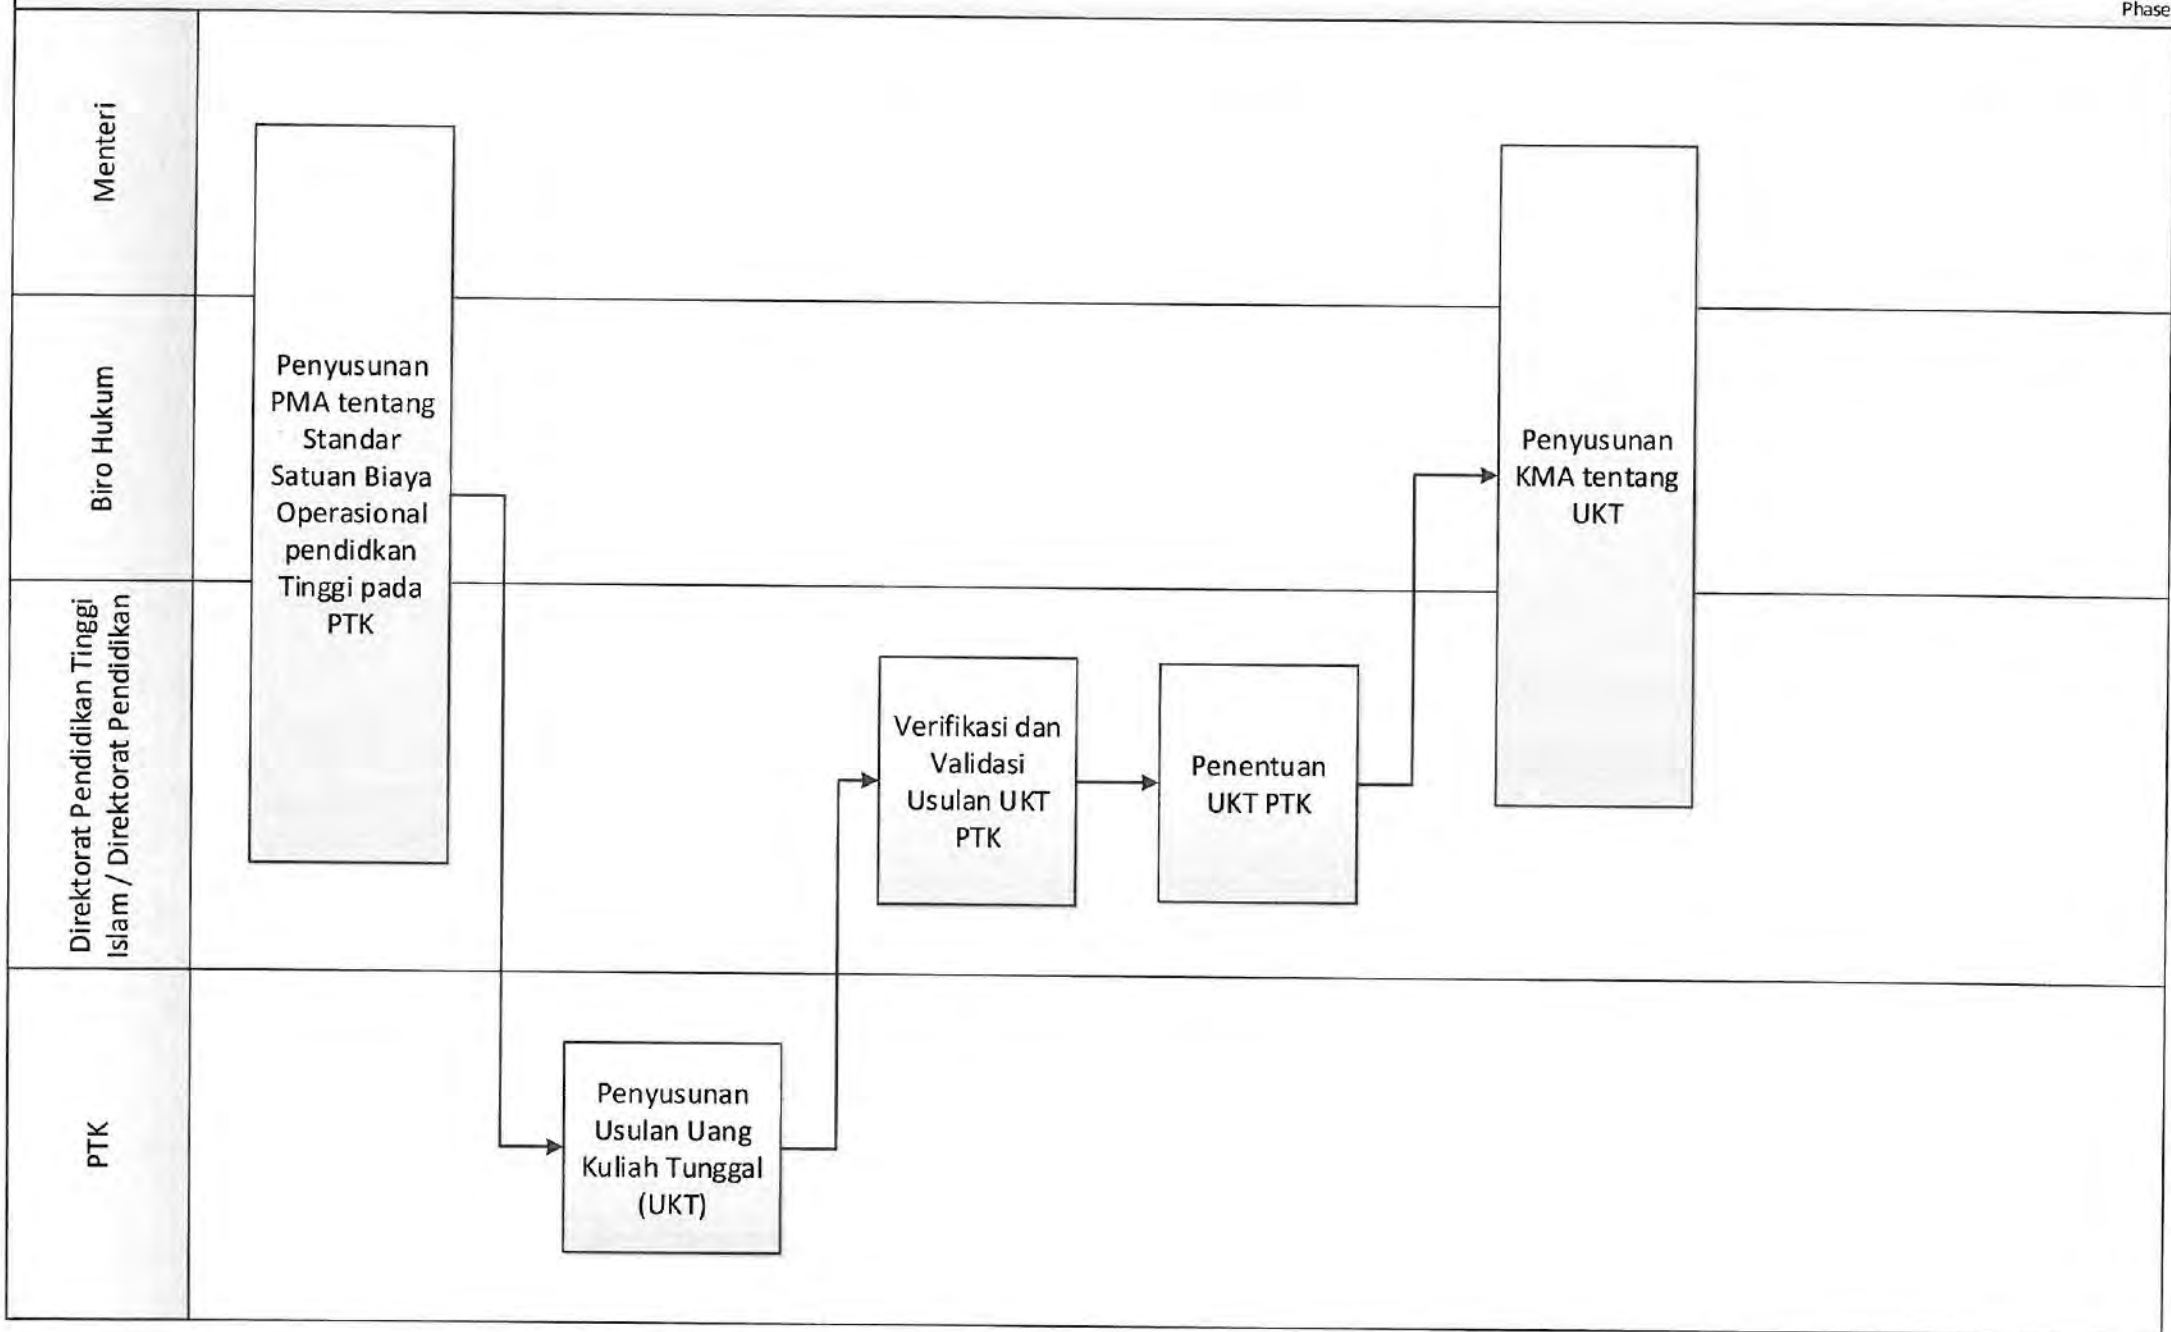 Phase
Menteri
Biro Hukum
Direktorat Pendidikan Tinggi
Islam / Direktorat Pendidikan
PTK
Penyusunan
PMA tentang
Standar
Satuan Biaya
Operasional
pendidkan
Tinggi pada
PTK
Penyusunan
Usulan Uang
Kuliah Tunggal
(UKT)
Verifikasi dan
Validasi
Usulan UKT
PTK
Penentuan
UKT PTK
Penyusunan
KMA tentang
UKT